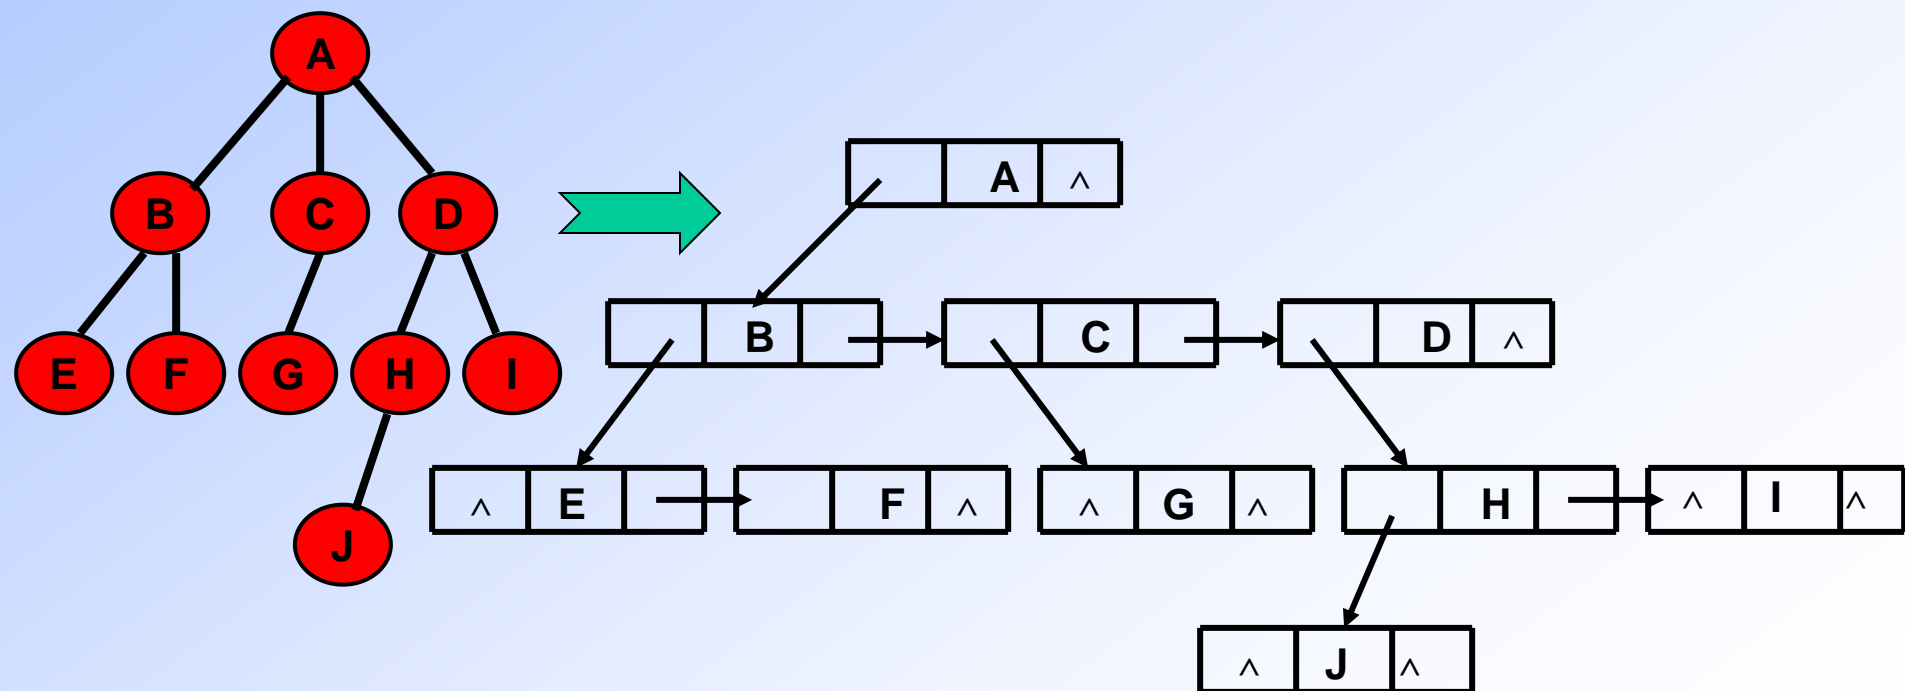 A
B C D
E F G H I
J
A ^
B C D ^
^ E F ^ ^ G ^ H ^ I ^
^ J ^